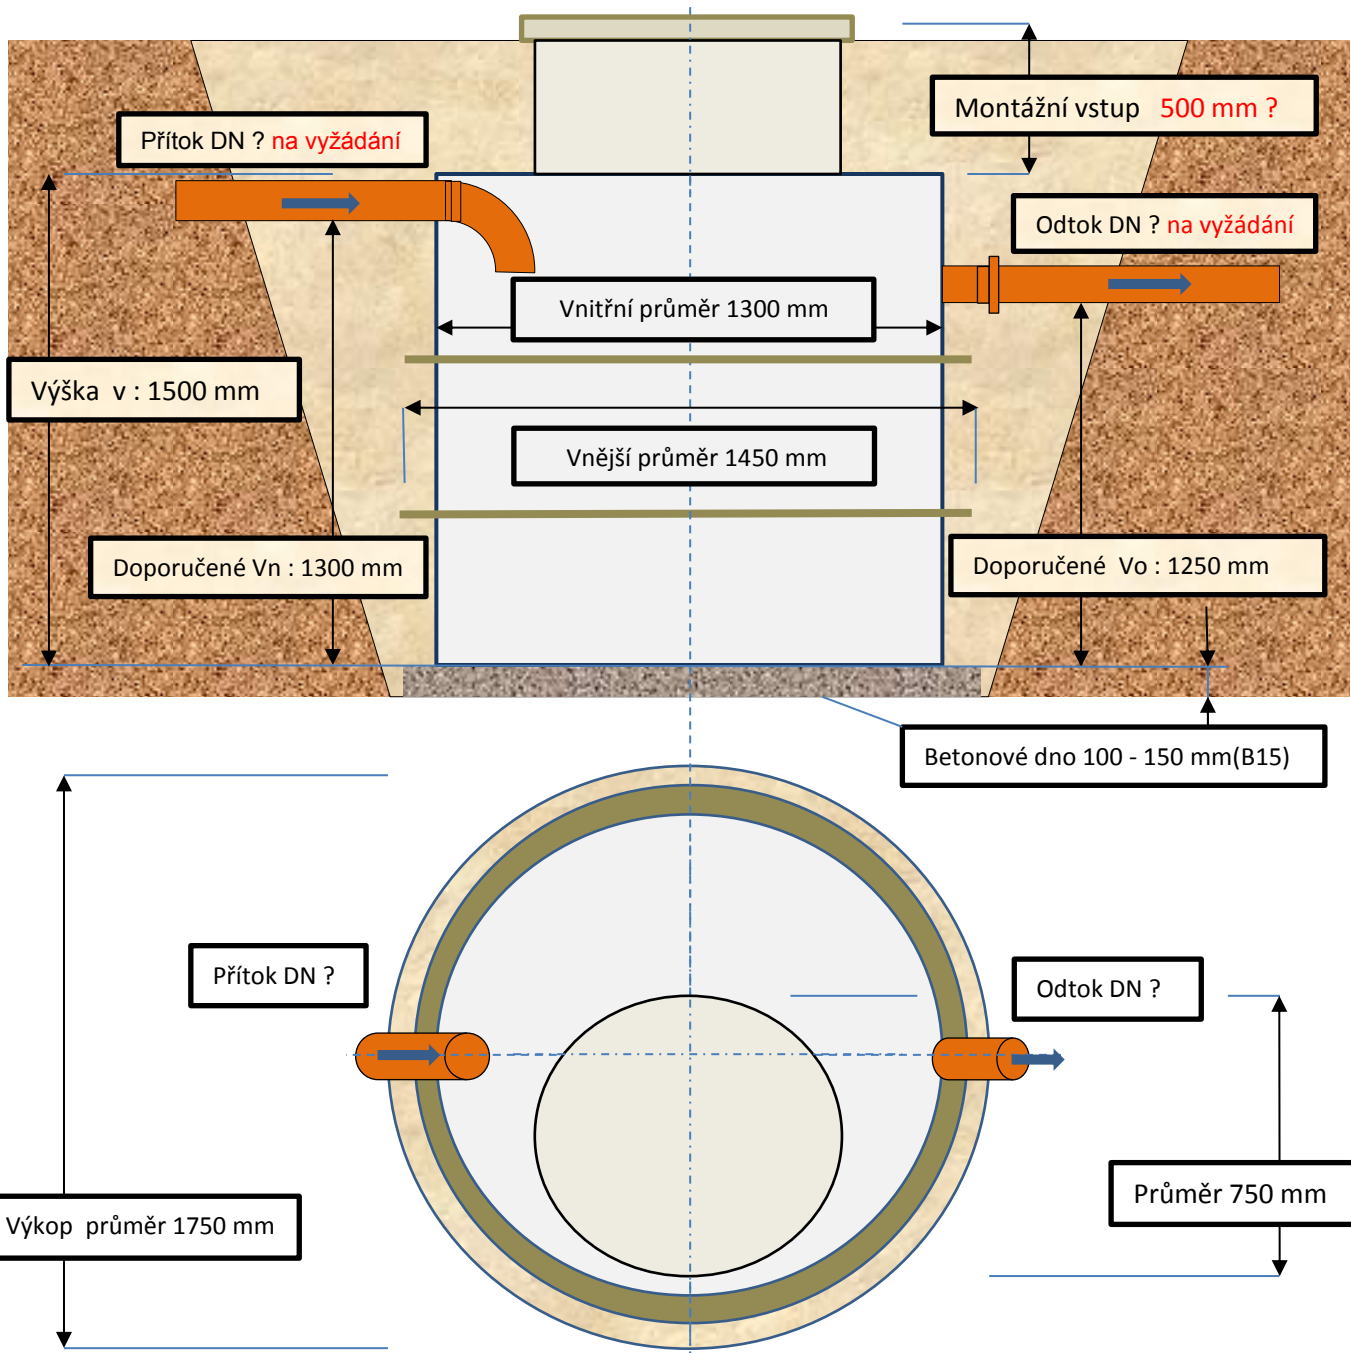 Montážní vstup 500 mm ?
Přítok DN ? na vyžádání
Odtok DN ? na vyžádání
Vnitřní průměr 1300 mm
Výška v : 1500 mm
Vnější průměr 1450 mm
Doporučené Vn : 1300 mm
Doporučené Vo : 1250 mm
Betonové dno 100 - 150 mm(B15)
Přítok DN ?
Odtok DN ?
Průměr 750 mm
Výkop průměr 1750 mm